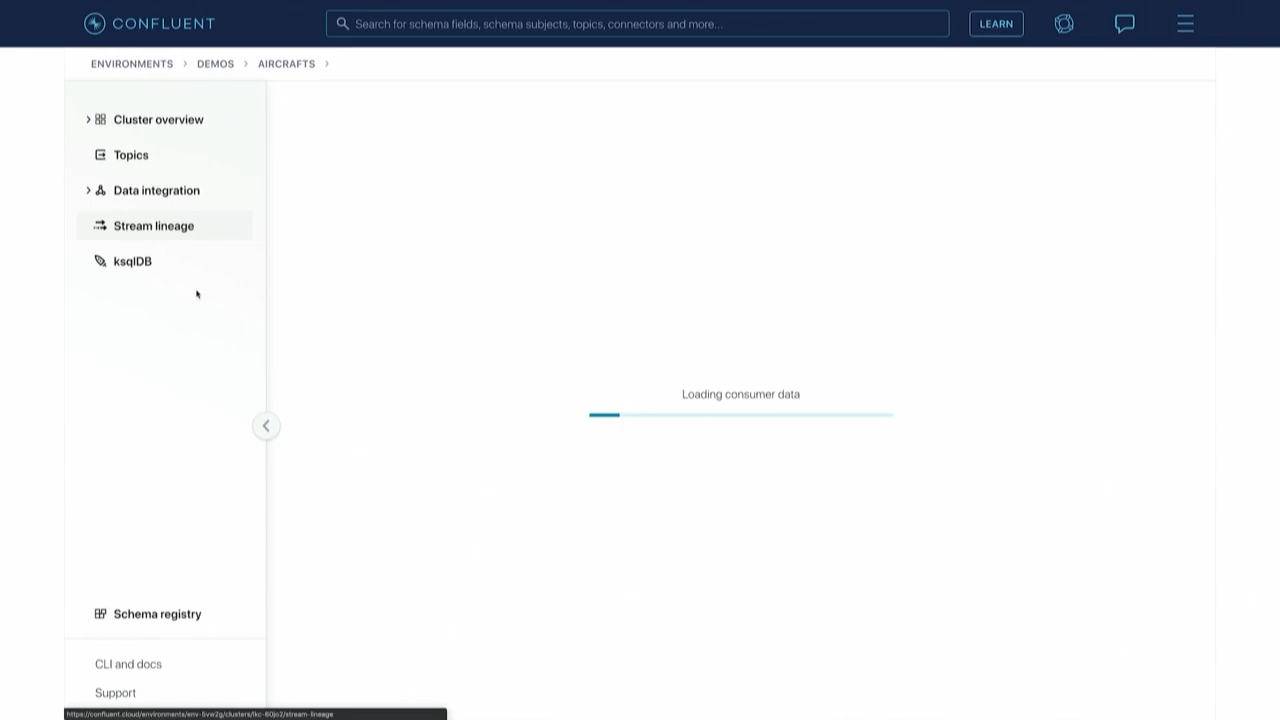 CONFLUENT
Search for schema fields, schema subjects, topics, connectors and more...
LEARN
ENVIRONMENTS > DEMOS > AIRCRAFTS >
Cluster overview
Topics
Data integration
Stream lineage
ksqlDB
Loading consumer data
Schema registry
CLI and docs
Support